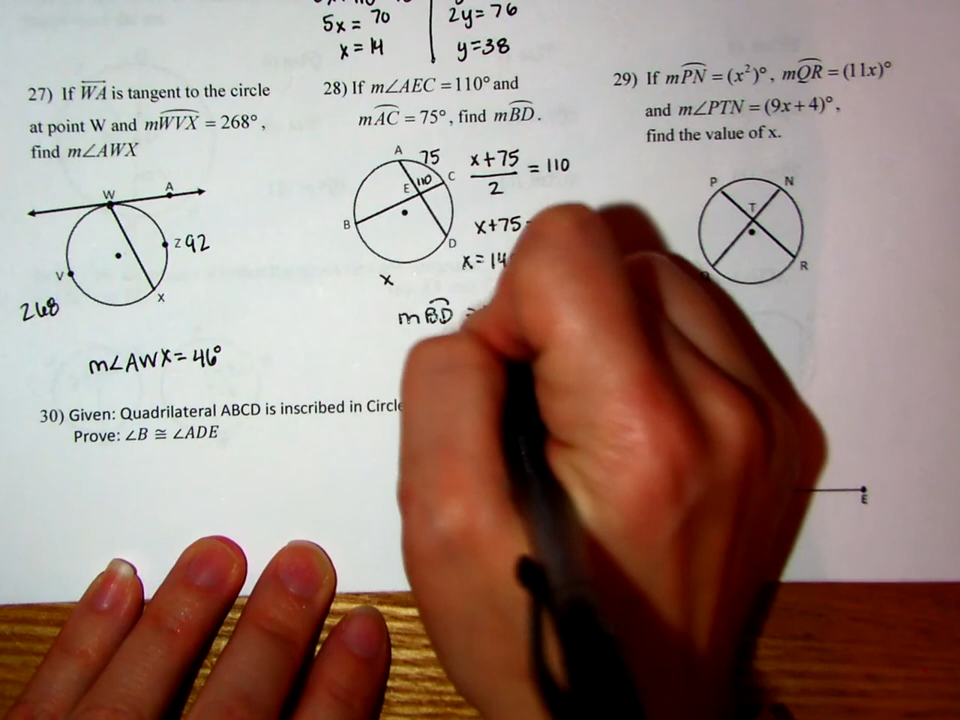 5x = 70
2y = 76
x = 14
y = 38
27) If WA is tangent to the circle
at point W and mWVX = 268°,
find m∠AWX
28) If m∠AEC = 110° and
mAC = 75°, find mBD.
29) If mPN = (x²)°, mQR = (11x)°
and m∠PTN = (9x + 4)°,
find the value of x.
A 75
E 110 C
B
D
x
x + 75 / 2 = 110
x + 75
x = 14
mBD =
W A
Z 92
V
X
268
m∠AWX = 46°
P N
T
R
30) Given: Quadrilateral ABCD is inscribed in Circle
Prove: ∠B ≅ ∠ADE
E